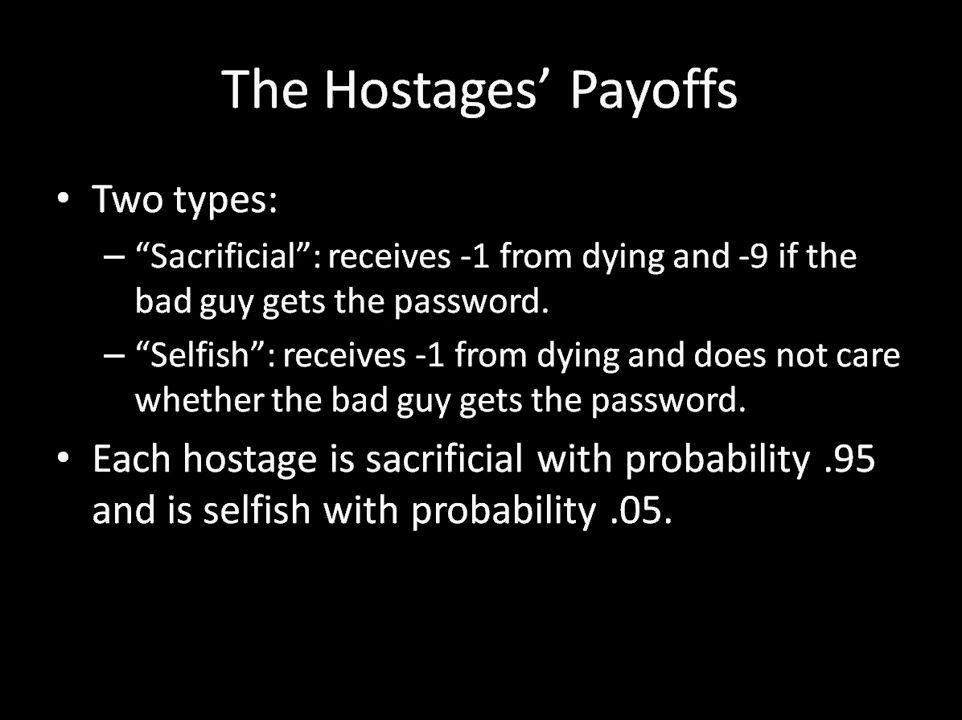 The Hostages’ Payoffs
• Two types:
– “Sacrificial”: receives -1 from dying and -9 if the
bad guy gets the password.
– “Selfish”: receives -1 from dying and does not care
whether the bad guy gets the password.
• Each hostage is sacrificial with probability .95
and is selfish with probability .05.